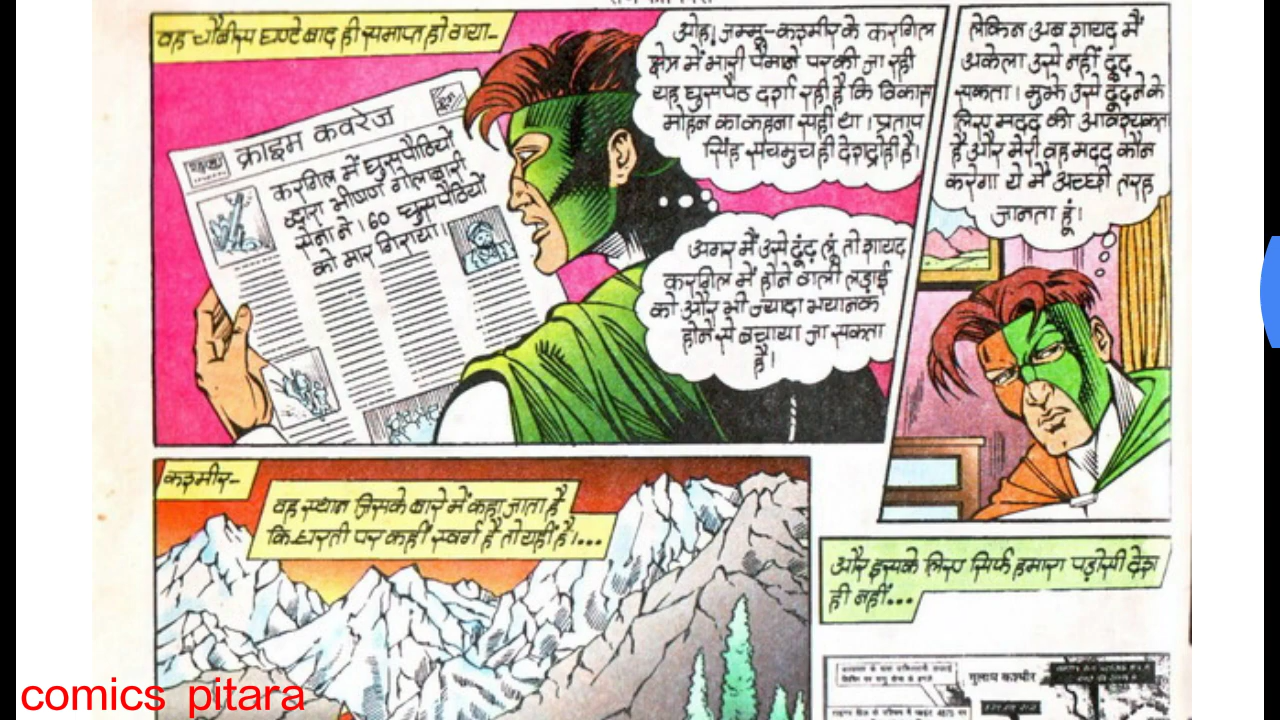 वह चौबीस घण्टे बाद ही समाप्त हो गया-
ओह! जम्मू-कश्मीर के करगिल
क्षेत्र में भारी पैमाने पर की जा रही
यह घुसपैठ दर्शा रही है कि विकास
मोहन का कहना सही था। प्रताप
सिंह सचमुच ही देशद्रोही है।
क्राइम कवरेज
करगिल में घुसपैठियों
द्वारा भीषण गोलाबारी
सेना ने 160 घुसपैठियों
को मार गिराया।
अगर मैं उसे ढूंढ लूं तो शायद
करगिल में होने वाली लड़ाई
को और भी ज्यादा भयानक
होने से बचाया जा सकता
है।
लेकिन अब शायद मैं
अकेला उसे नहीं ढूंढ
सकता। मुझे उसे ढूंढने के
लिए मदद की आवश्यकता
है और मेरी वह मदद कौन
करेगा ये मैं अच्छी तरह
जानता हूं।
कश्मीर-
वह स्थान जिसके बारे में कहा जाता है-
कि धरती पर कहीं स्वर्ग है तो यहीं है।...
और इसके लिए सिर्फ हमारा पड़ोसी देश
ही नहीं...
गुलाम कश्मीर
comics pitara